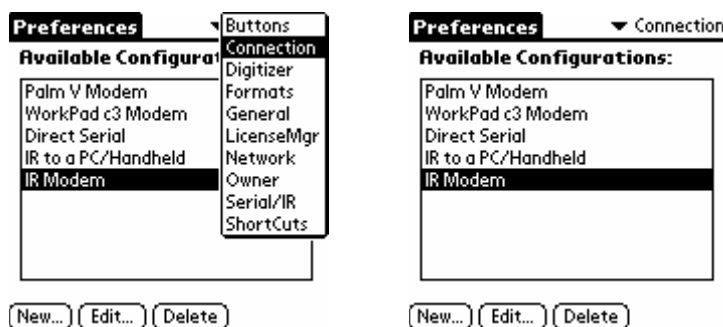 Preferences
Available Configurat
Palm V Modem
WorkPad c3 Modem
Direct Serial
IR to a PC/Handheld
IR Modem
Buttons
Connection
Digitizer
Formats
General
LicenseMgr
Network
Owner
Serial/IR
ShortCuts
New... Edit... Delete
Preferences Connection
Available Configurations:
Palm V Modem
WorkPad c3 Modem
Direct Serial
IR to a PC/Handheld
IR Modem
New... Edit... Delete